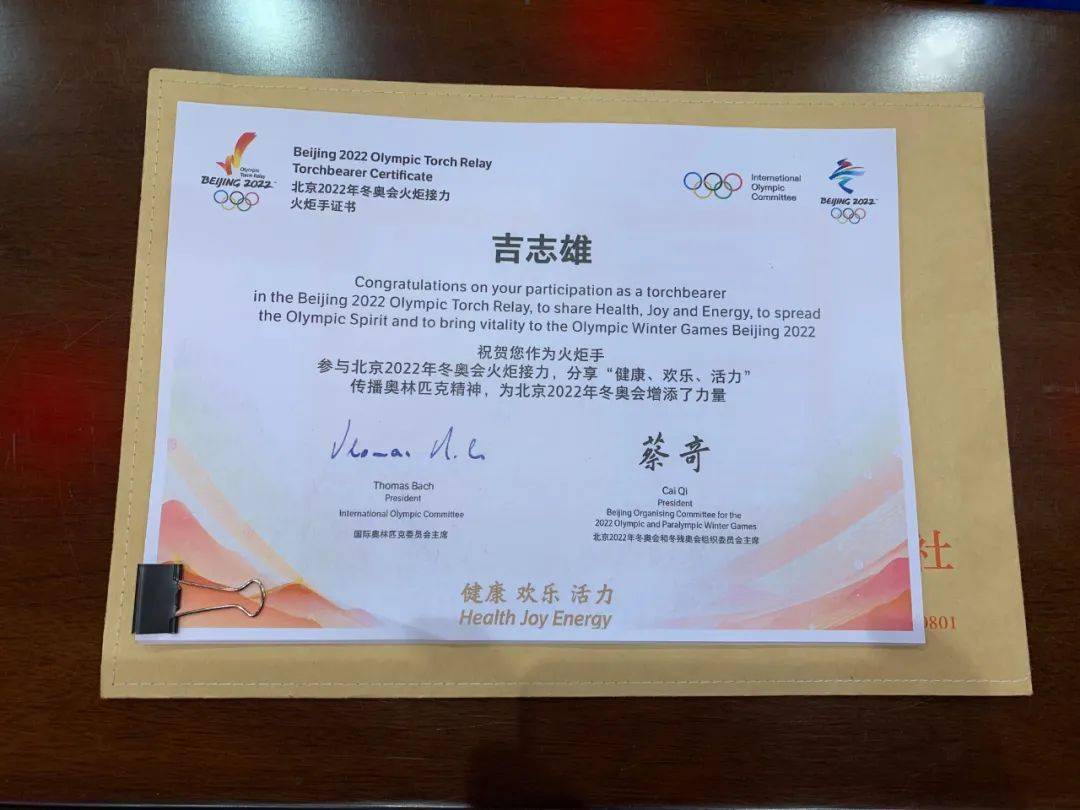 Olympic
Torch Relay
BEIJING 2022
Beijing 2022 Olympic Torch Relay
Torchbearer Certificate
北京2022年冬奥会火炬接力
火炬手证书
International
Olympic
Committee
BEIJING 2022
吉志雄
Congratulations on your participation as a torchbearer
in the Beijing 2022 Olympic Torch Relay, to share Health, Joy and Energy, to spread
the Olympic Spirit and to bring vitality to the Olympic Winter Games Beijing 2022
祝贺您作为火炬手
参与北京2022年冬奥会火炬接力，分享“健康、欢乐、活力”
传播奥林匹克精神，为北京2022年冬奥会增添了力量
蔡奇
Thomas Bach
President
International Olympic Committee
国际奥林匹克委员会主席
Cai Qi
President
Beijing Organising Committee for the
2022 Olympic and Paralympic Winter Games
北京2022年冬奥会和冬残奥会组织委员会主席
社
健康 欢乐 活力
Health Joy Energy
0801